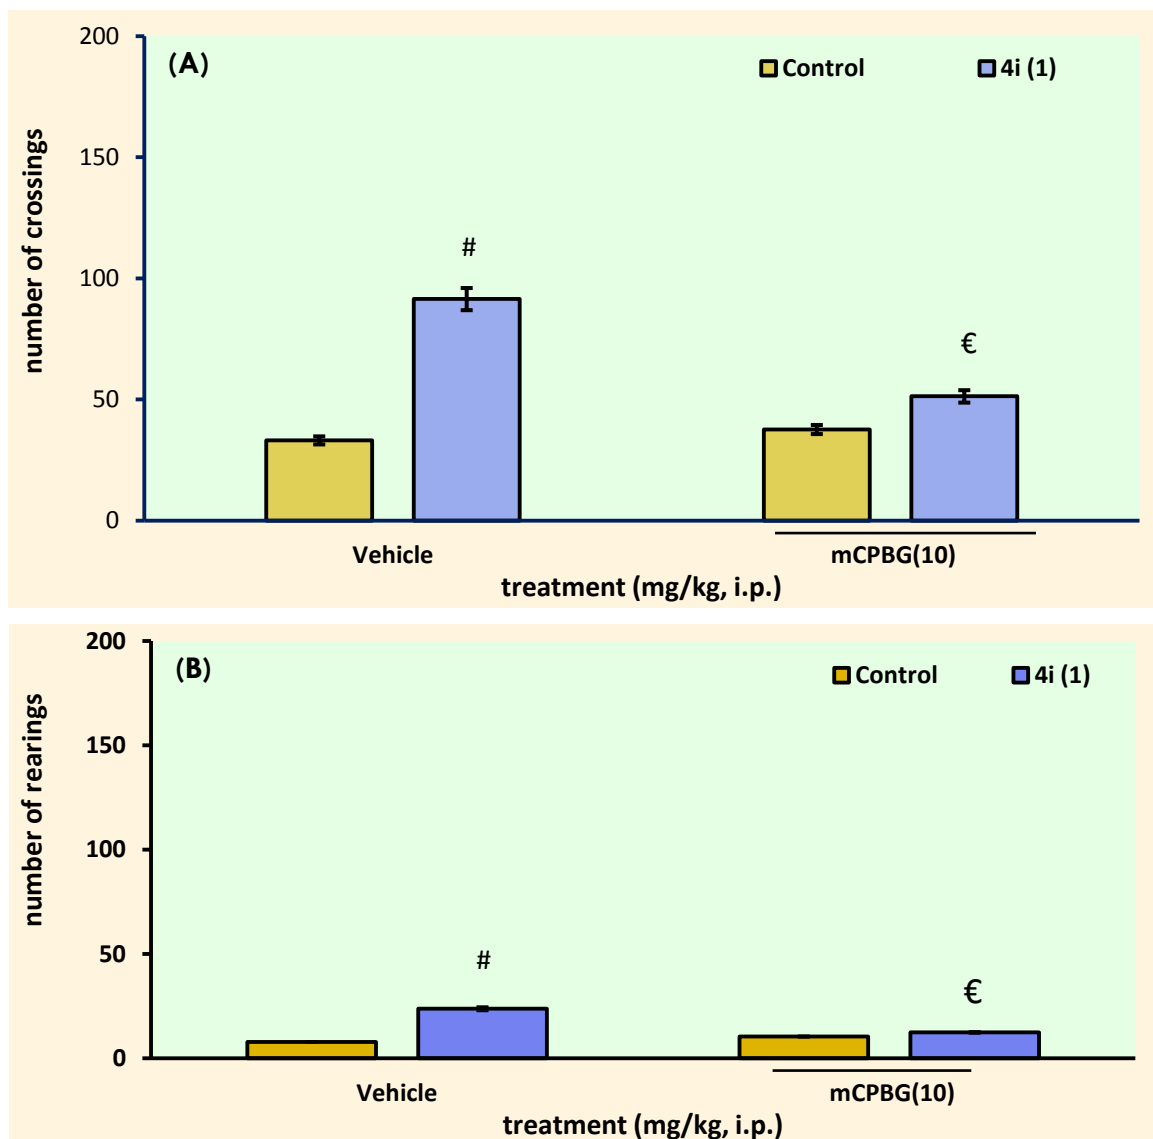 (A)
Control 4i (1)
200
150
100
50
0
number of crossings
#
€
Vehicle mCPBG(10)
treatment (mg/kg, i.p.)
(B)
Control 4i (1)
200
150
100
50
0
number of rearings
#
€
Vehicle mCPBG(10)
treatment (mg/kg, i.p.)